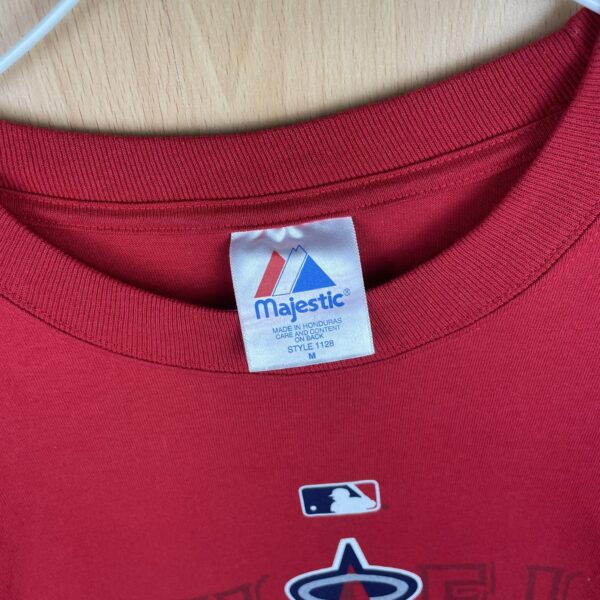 Majestic®
MADE IN HONDURAS
CARE AND CONTENT
ON BACK
STYLE 1128
M